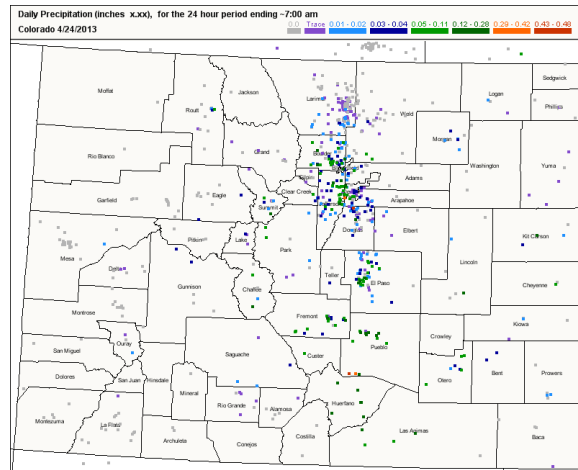 Daily Precipitation (inches x.xx), for the 24 hour period ending ~7:00 am
Colorado 4/24/2013
0.0 Trace 0.01 - 0.02 0.03 - 0.04 0.05 - 0.11 0.12 - 0.28 0.29 - 0.42 0.43 - 0.48
Moffat
Routt
Jackson
Larimer
Weld
Logan
Sedgwick
Phillips
Morgan
Rio Blanco
Grand
Boulder
Washington
Yuma
Adams
Garfield
Eagle
Summit
Clear Creek
Arapahoe
Douglas
Elbert
Kit Carson
Mesa
Pitkin
Lake
Park
Lincoln
Delta
Gunnison
Chaffee
Teller
El Paso
Cheyenne
Montrose
Fremont
Kiowa
Ouray
Crowley
San Miguel
Saguache
Custer
Pueblo
Dolores
San Juan
Hinsdale
Mineral
Otero
Bent
Prowers
Rio Grande
Alamosa
Huerfano
Montezuma
La Plata
Archuleta
Conejos
Costilla
Las Animas
Baca